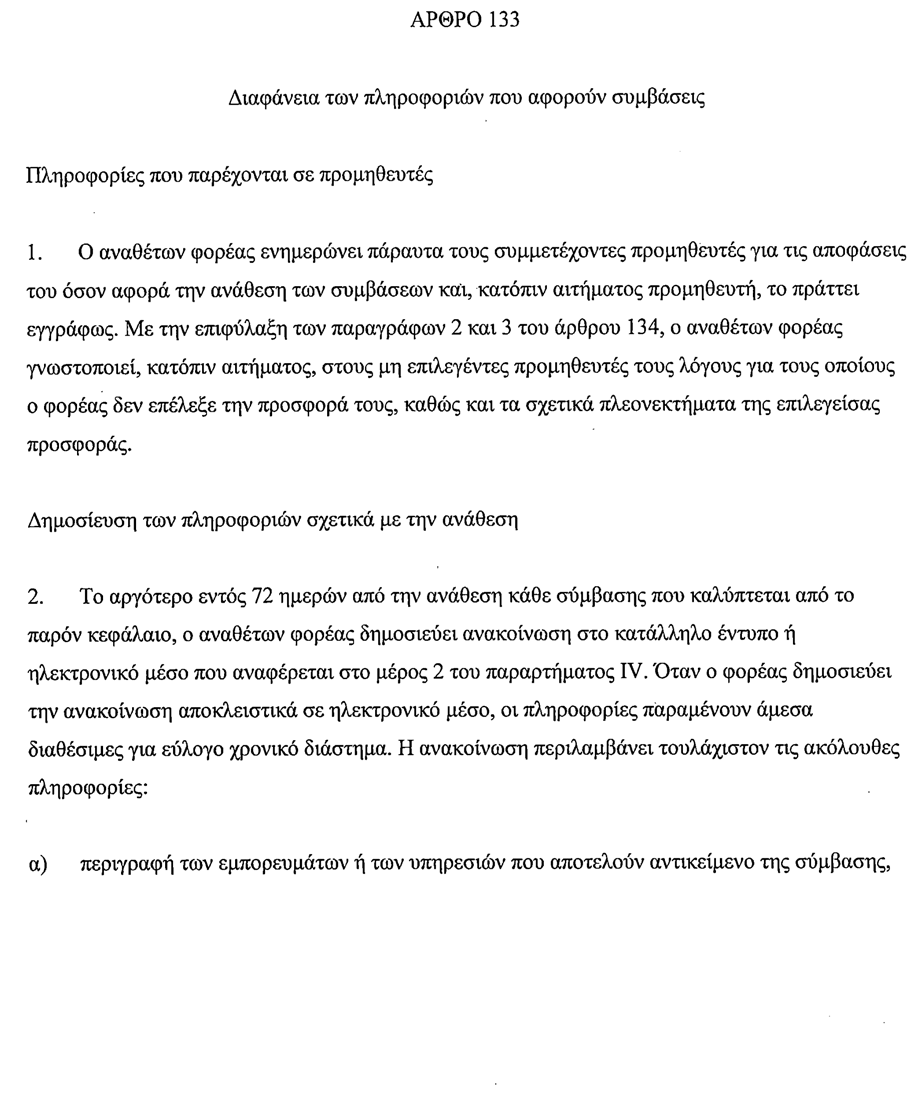 ΑΡΘΡΟ 133
Διαφάνεια των πληροφοριών που αφορούν συμβάσεις
Πληροφορίες που παρέχονται σε προμηθευτές
1. Ο αναθέτων φορέας ενημερώνει πάραυτα τους συμμετέχοντες προμηθευτές για τις αποφάσεις
του όσον αφορά την ανάθεση των συμβάσεων και, κατόπιν αιτήματος προμηθευτή, το πράττει
εγγράφως. Με την επιφύλαξη των παραγράφων 2 και 3 του άρθρου 134, ο αναθέτων φορέας
γνωστοποιεί, κατόπιν αιτήματος, στους μη επιλεγέντες προμηθευτές τους λόγους για τους οποίους
ο φορέας δεν επέλεξε την προσφορά τους, καθώς και τα σχετικά πλεονεκτήματα της επιλεγείσας
προσφοράς.
Δημοσίευση των πληροφοριών σχετικά με την ανάθεση
2. Το αργότερο εντός 72 ημερών από την ανάθεση κάθε σύμβασης που καλύπτεται από το
παρόν κεφάλαιο, ο αναθέτων φορέας δημοσιεύει ανακοίνωση στο κατάλληλο έντυπο ή
ηλεκτρονικό μέσο που αναφέρεται στο μέρος 2 του παραρτήματος IV. Όταν ο φορέας δημοσιεύει
την ανακοίνωση αποκλειστικά σε ηλεκτρονικό μέσο, οι πληροφορίες παραμένουν άμεσα
διαθέσιμες για εύλογο χρονικό διάστημα. Η ανακοίνωση περιλαμβάνει τουλάχιστον τις ακόλουθες
πληροφορίες:
α) περιγραφή των εμπορευμάτων ή των υπηρεσιών που αποτελούν αντικείμενο της σύμβασης,